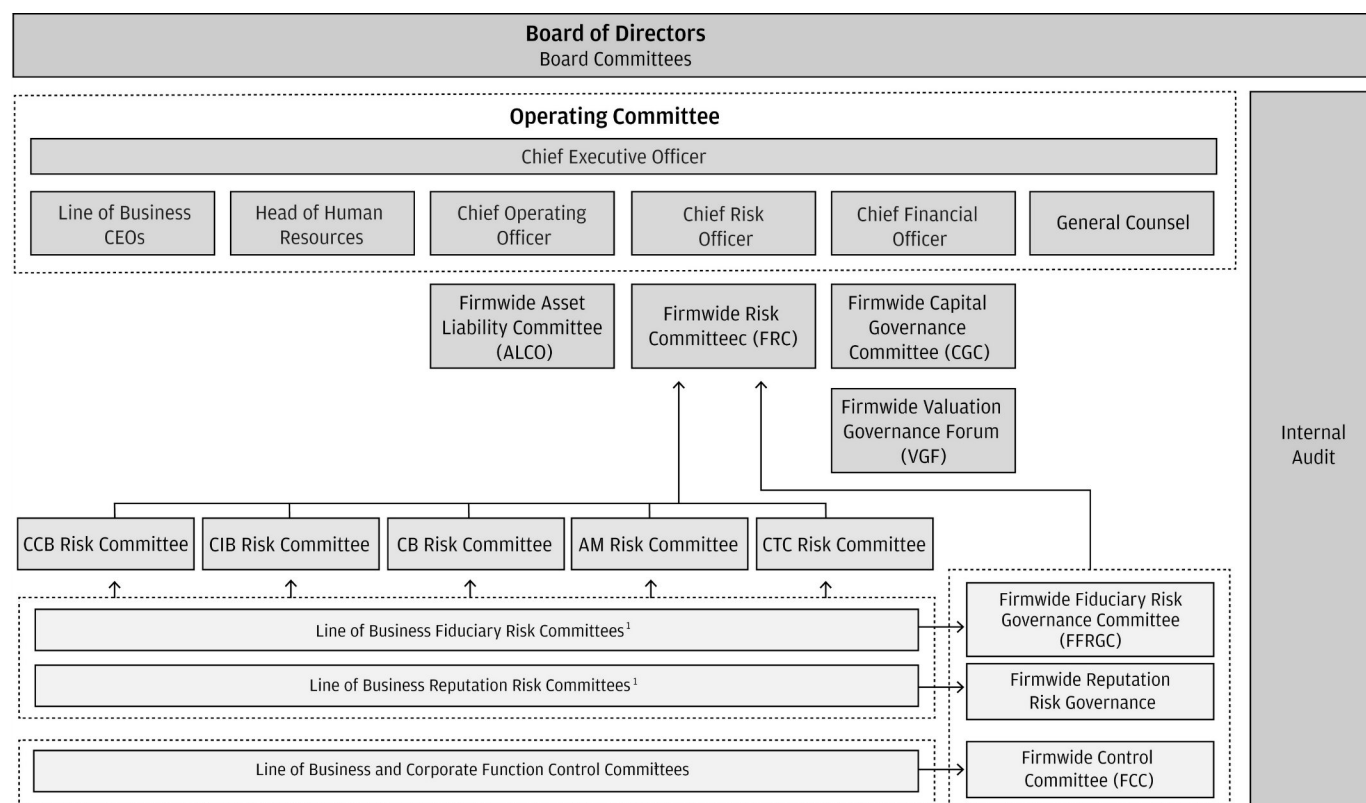 Board of Directors
Board Committees
Operating Committee
Chief Executive Officer
Line of Business
CEOs
Head of Human
Resources
Chief Operating
Officer
Chief Risk
Officer
Chief Financial
Officer
General Counsel
Firmwide Asset
Liability Committee
(ALCO)
Firmwide Risk
Committeec (FRC)
Firmwide Capital
Governance
Committee (CGC)
Firmwide Valuation
Governance Forum
(VGF)
Internal
Audit
CCB Risk Committee
CIB Risk Committee
CB Risk Committee
AM Risk Committee
CTC Risk Committee
Line of Business Fiduciary Risk Committees¹
Firmwide Fiduciary Risk
Governance Committee
(FFRGC)
Line of Business Reputation Risk Committees¹
Firmwide Reputation
Risk Governance
Line of Business and Corporate Function Control Committees
Firmwide Control
Committee (FCC)